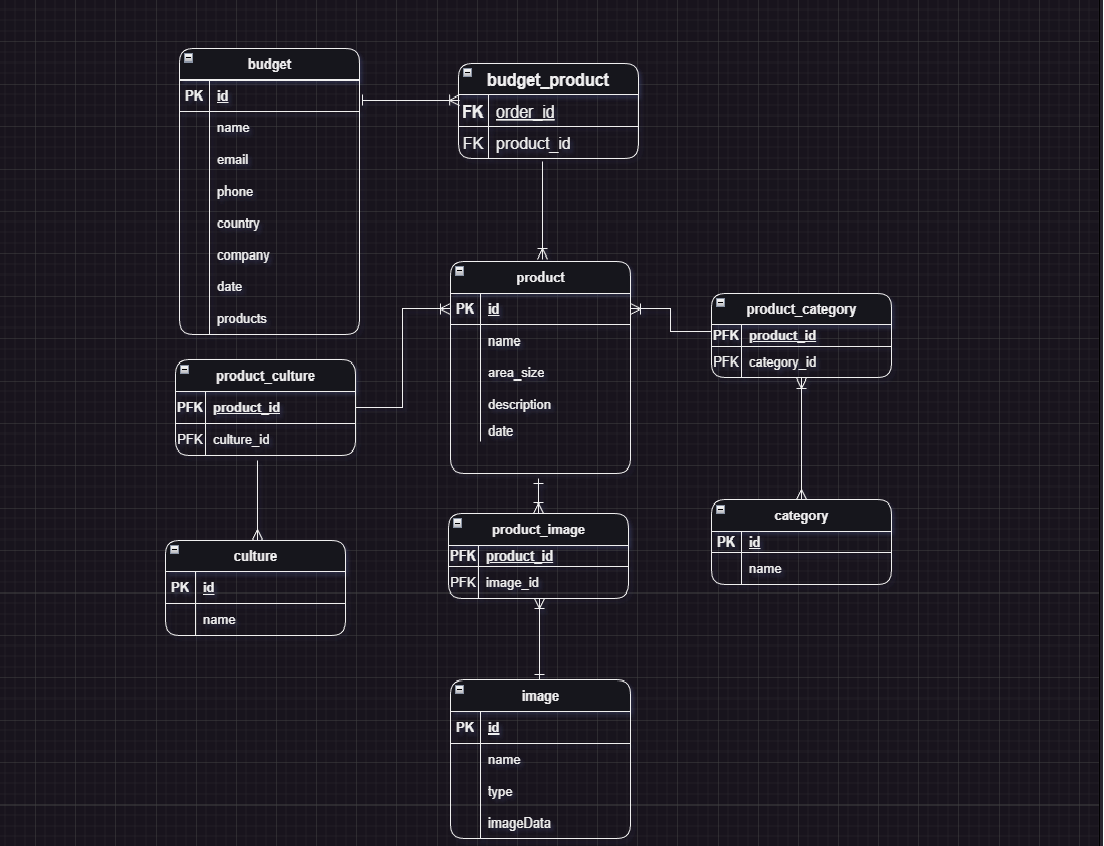 budget
PK id
name
email
phone
country
company
date
products
budget_product
FK order_id
FK product_id
product
PK id
name
area_size
description
date
product_category
PFK product_id
PFK category_id
product_culture
PFK product_id
PFK culture_id
culture
PK id
name
product_image
PFK product_id
PFK image_id
category
PK id
name
image
PK id
name
type
imageData